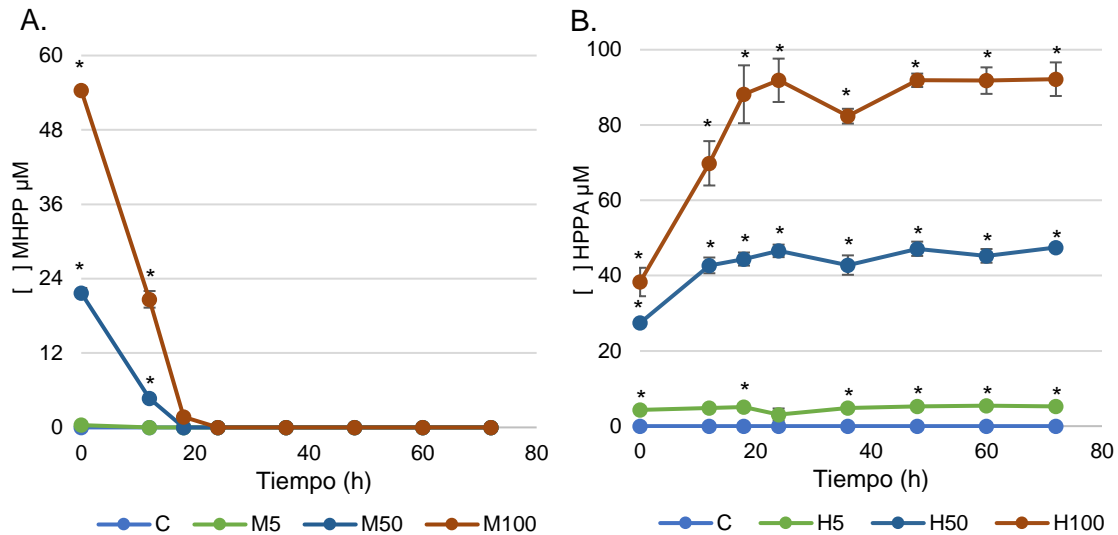 A.
[ ] MHPP µM
60
48
36
24
12
0
* * * *
0 20 40 60 80
Tiempo (h)
C M5 M50 M100
B.
[ ] HPPA µM
100
80
60
40
20
0
* * * * * * * *
* * * * * * * *
* * * * * *
0 20 40 60 80
Tiempo (h)
C H5 H50 H100